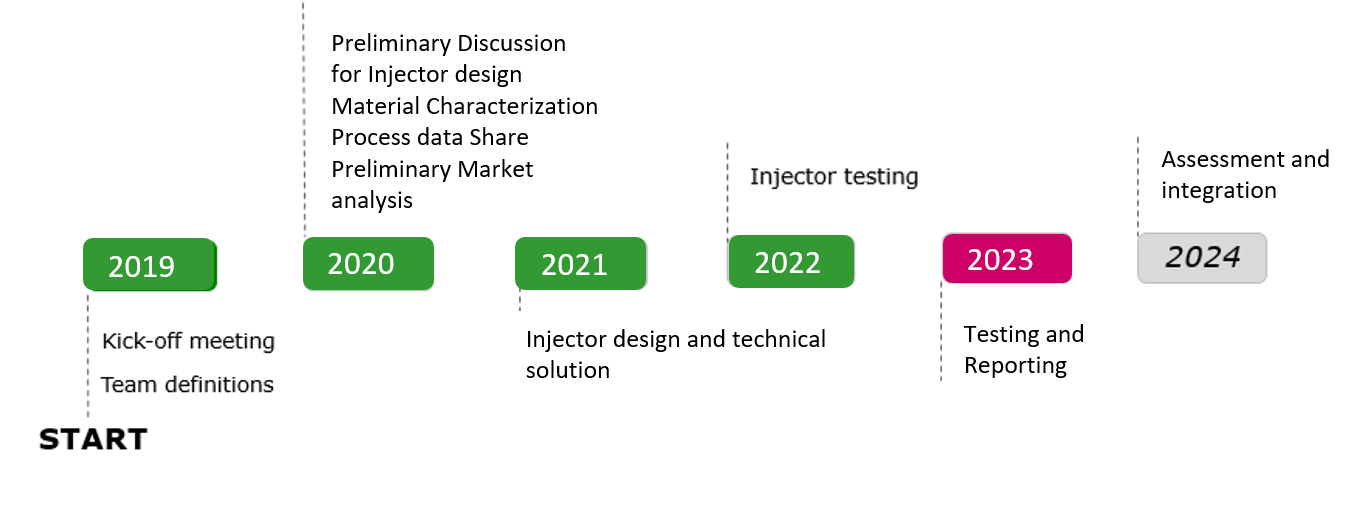 2019
Kick-off meeting
Team definitions
START
Preliminary Discussion
for Injector design
Material Characterization
Process data Share
Preliminary Market
analysis
2020
2021
Injector design and technical
solution
Injector testing
2022
2023
Testing and
Reporting
Assessment and
integration
2024